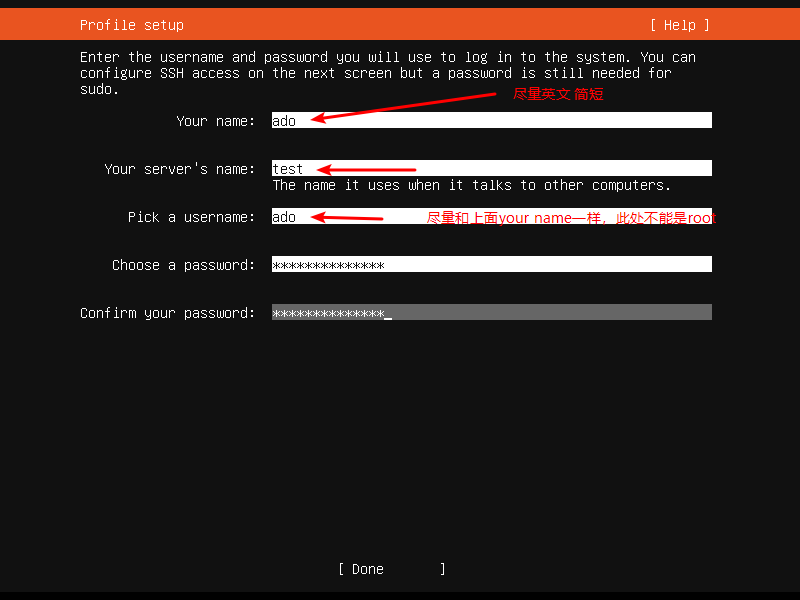 Profile setup [ Help ]
Enter the username and password you will use to log in to the system. You can
configure SSH access on the next screen but a password is still needed for
sudo.
尽量英文 简短
Your name: ado
Your server's name: test
The name it uses when it talks to other computers.
Pick a username: ado 尽量和上面your name一样，此处不能是root
Choose a password: **************
Confirm your password: **************_
[ Done ]